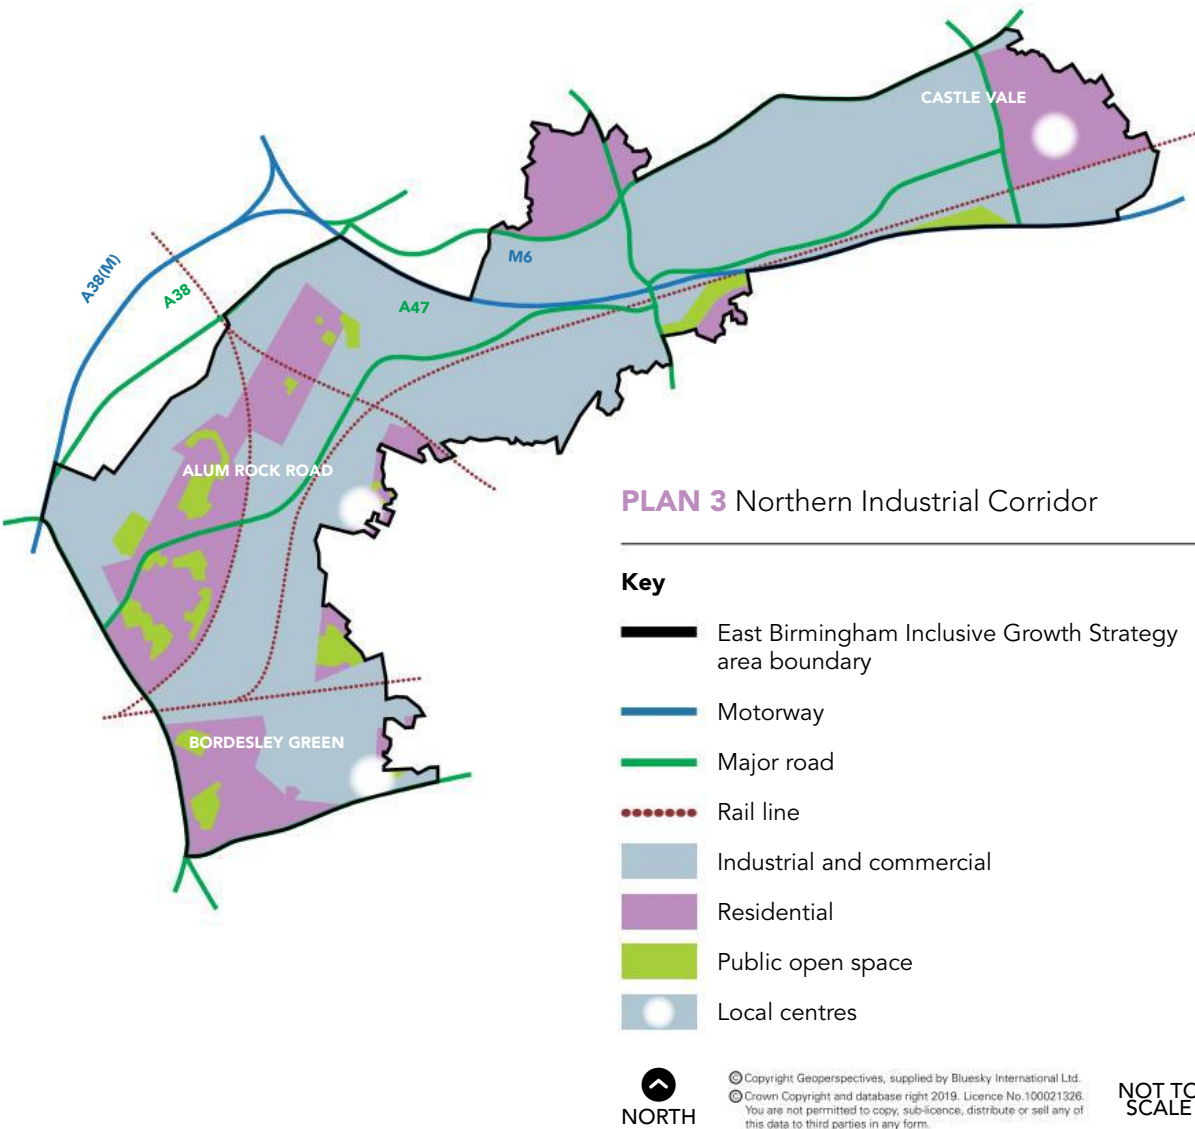 CASTLE VALE
M6
A38(M)
A38
A47
ALUM ROCK ROAD
BORDESLEY GREEN
PLAN 3 Northern Industrial Corridor
Key
East Birmingham Inclusive Growth Strategy
area boundary
Motorway
Major road
Rail line
Industrial and commercial
Residential
Public open space
Local centres
NORTH
© Copyright Geoperspectives, supplied by Bluesky International Ltd.
© Crown Copyright and database right 2019. Licence No.100021326.
You are not permitted to copy, sub-licence, distribute or sell any of
this data to third parties in any form.
NOT TO
SCALE